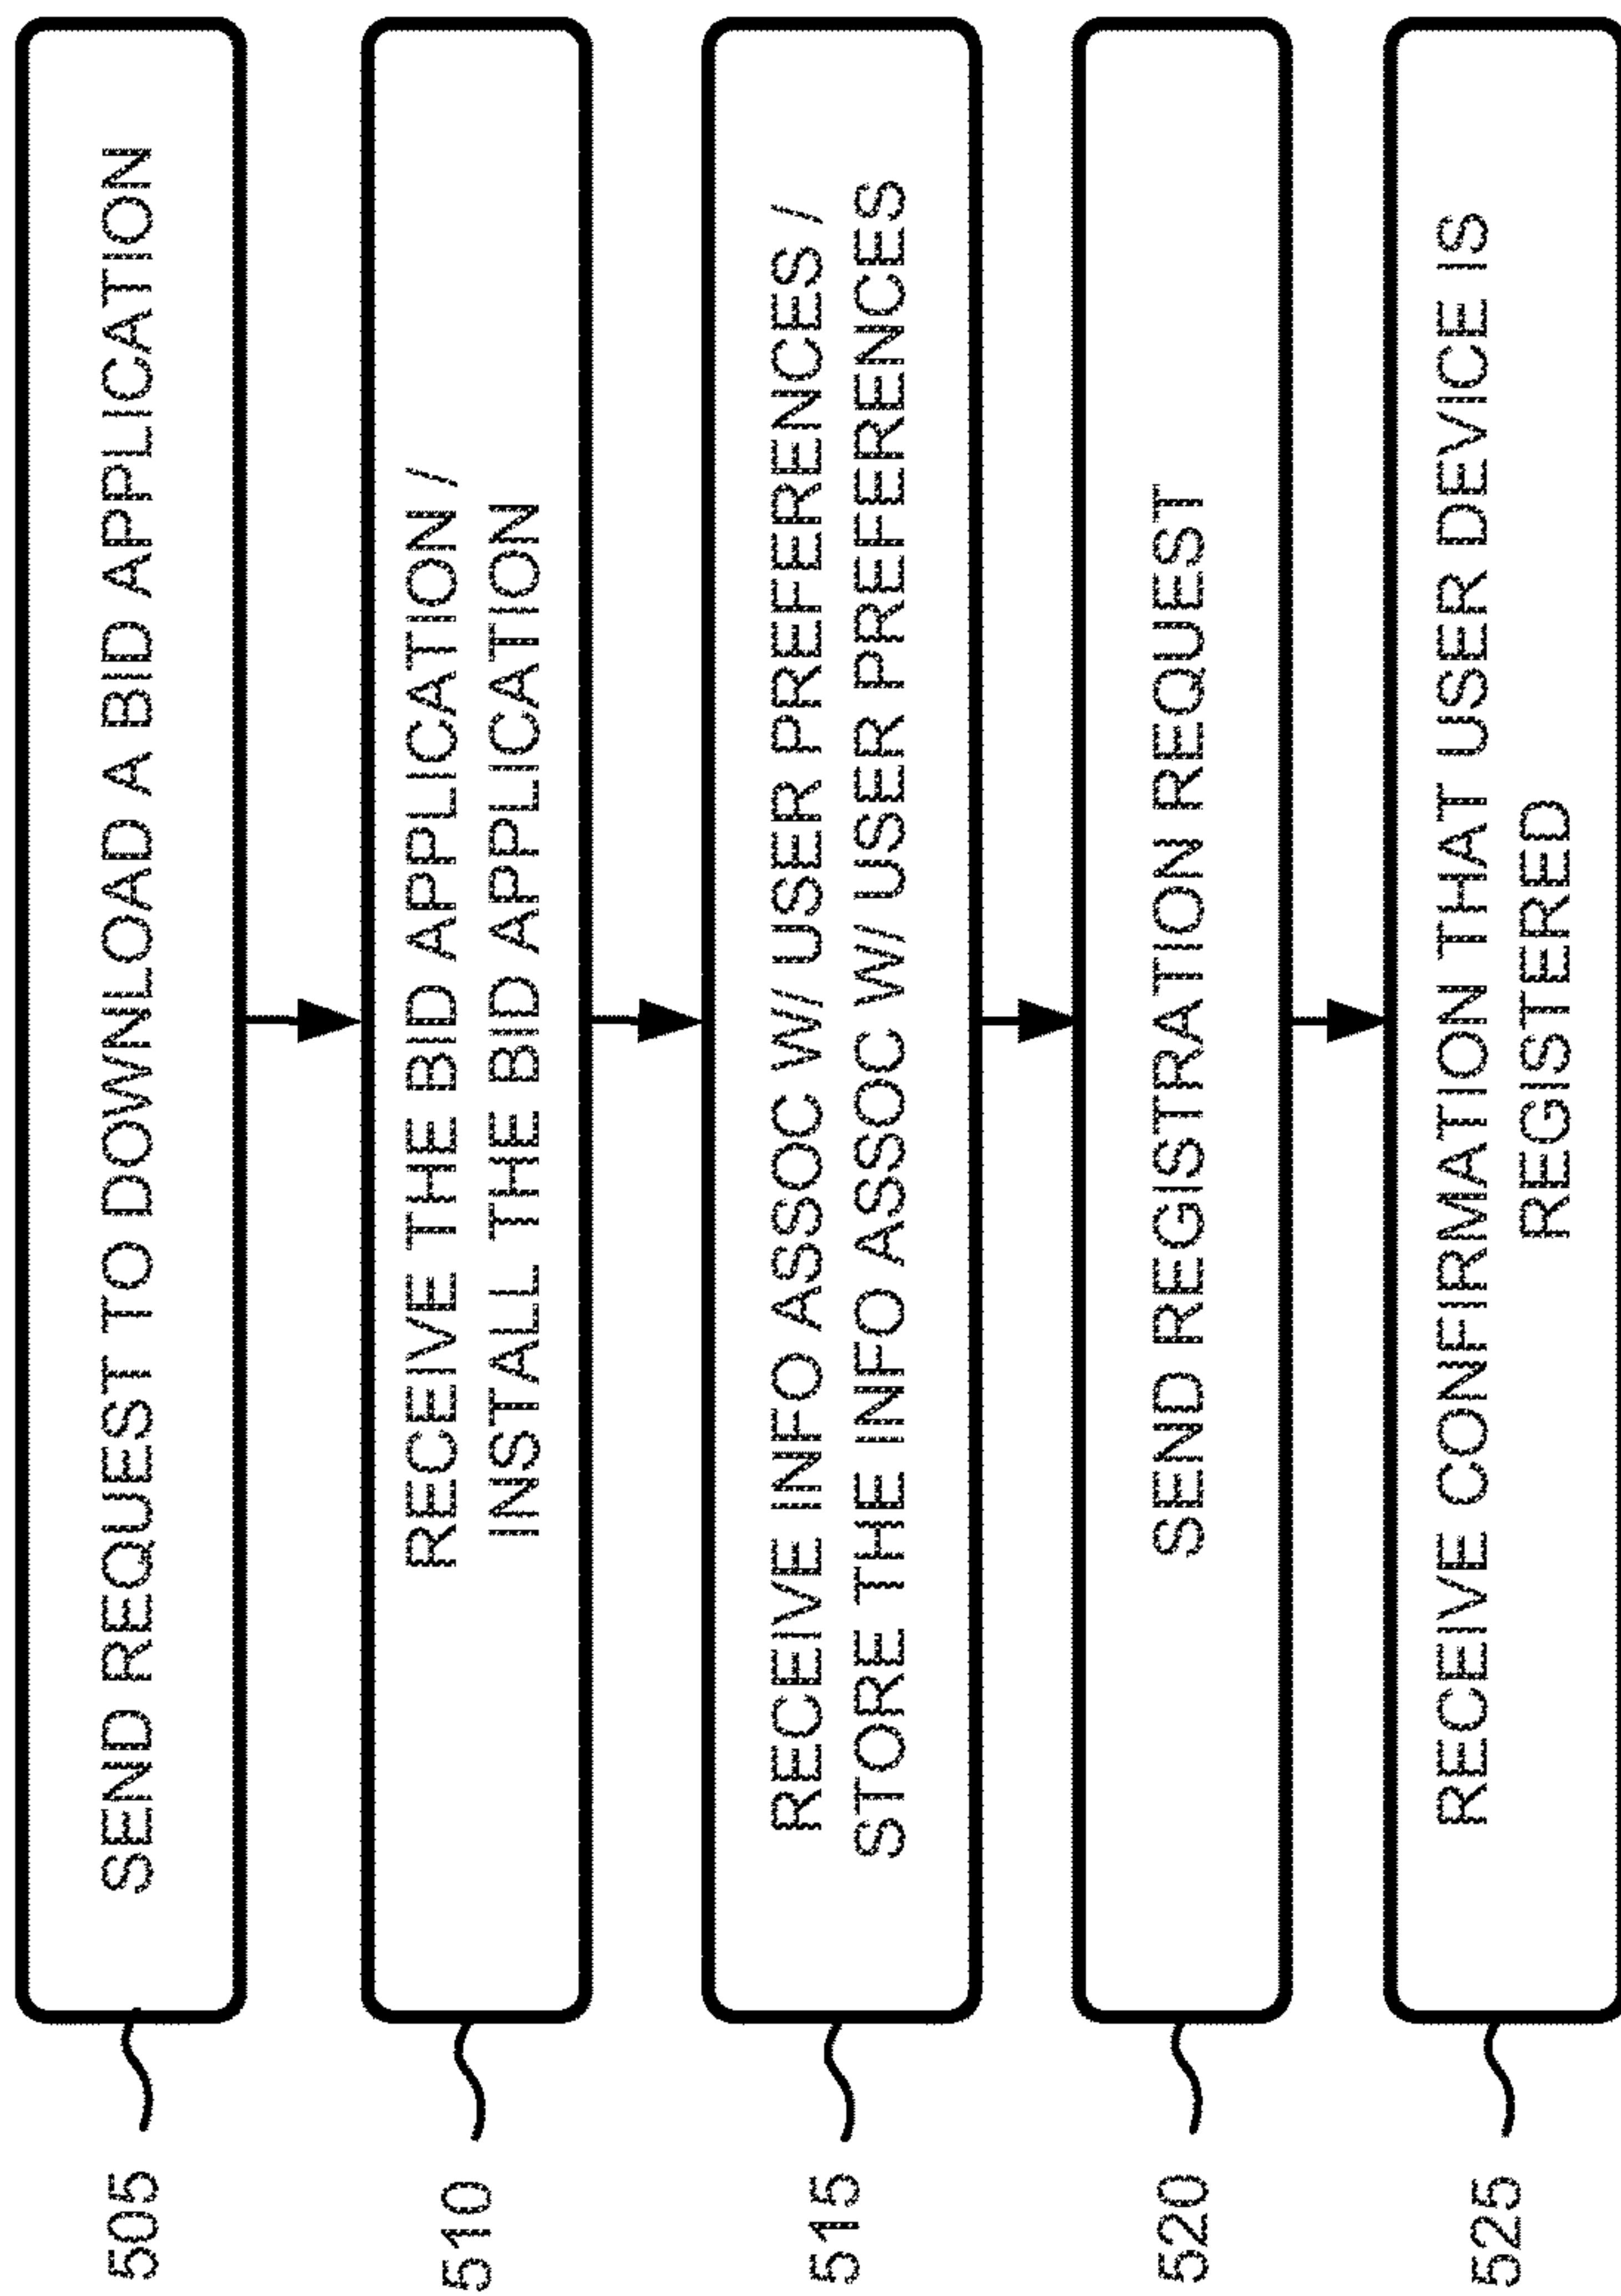 505
SEND REQUEST TO DOWNLOAD A BID APPLICATION
510
RECEIVE THE BID APPLICATION /
INSTALL THE BID APPLICATION
515
RECEIVE INFO ASSOC W/ USER PREFERENCES /
STORE THE INFO ASSOC W/ USER PREFERENCES
520
SEND REGISTRATION REQUEST
525
RECEIVE CONFIRMATION THAT USER DEVICE IS
REGISTERED